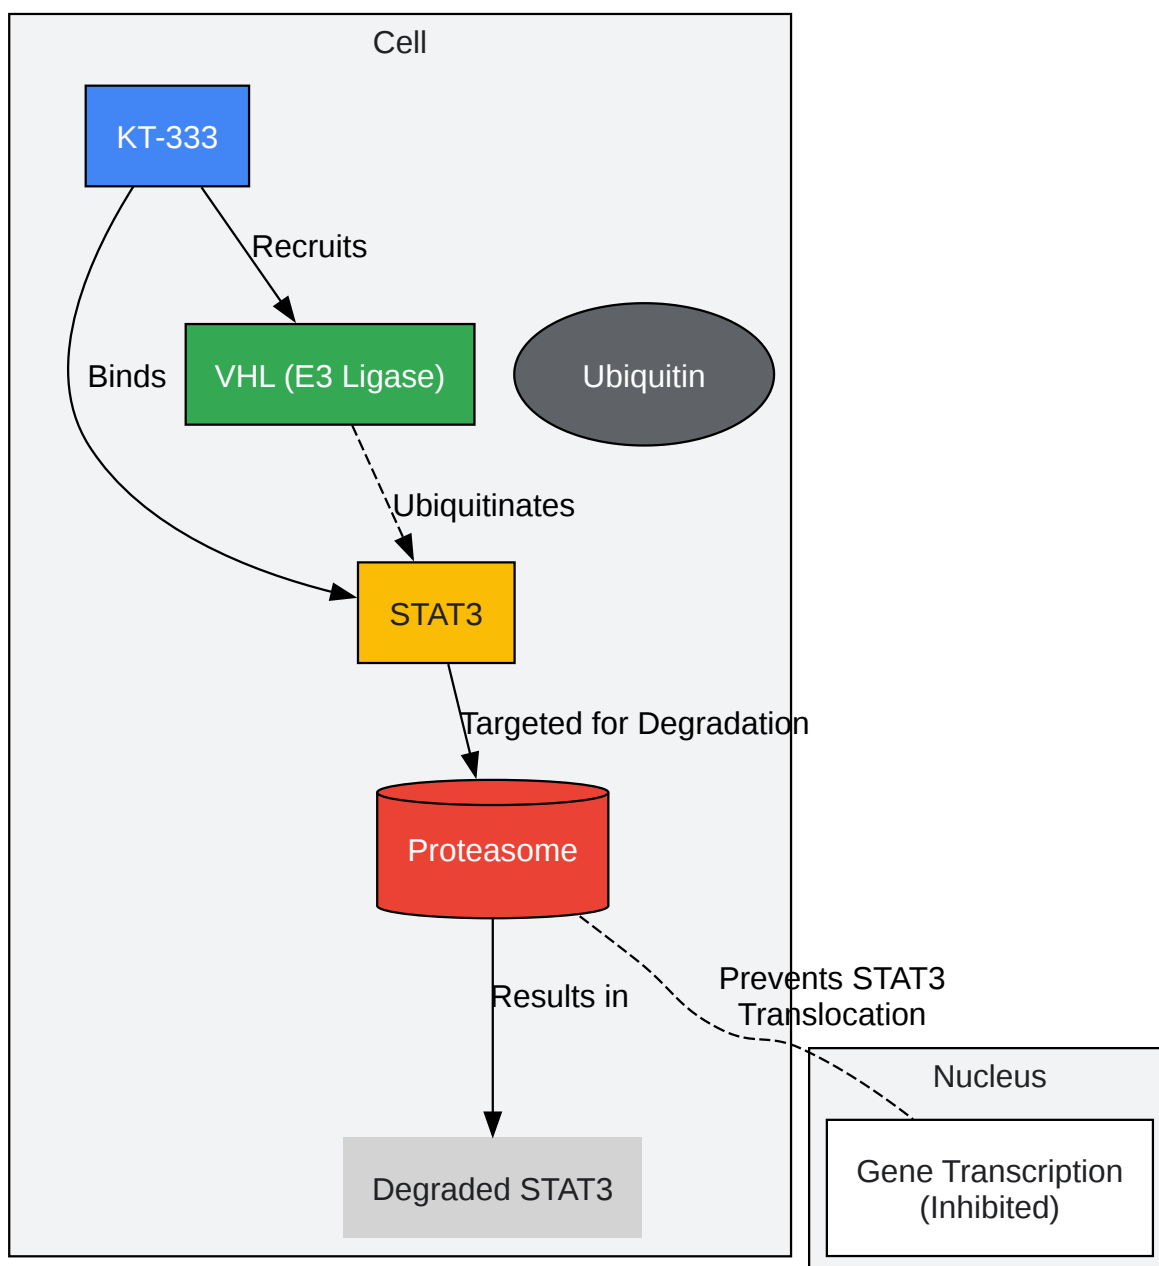 Cell
KT-333
Recruits
Binds
VHL (E3 Ligase)
Ubiquitin
Ubiquitinates
STAT3
Targeted for Degradation
Proteasome
Prevents STAT3
Translocation
Results in
Nucleus
Gene Transcription
(Inhibited)
Degraded STAT3